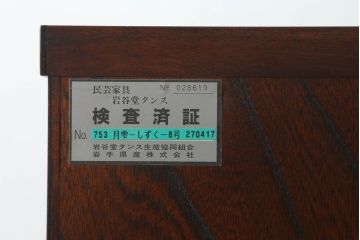 民芸家具 № 028619
岩谷堂タンス
検査済証
No. 753 月雫-しずく-8号 270417
岩谷堂タンス生産協同組合
岩手県産株式会社